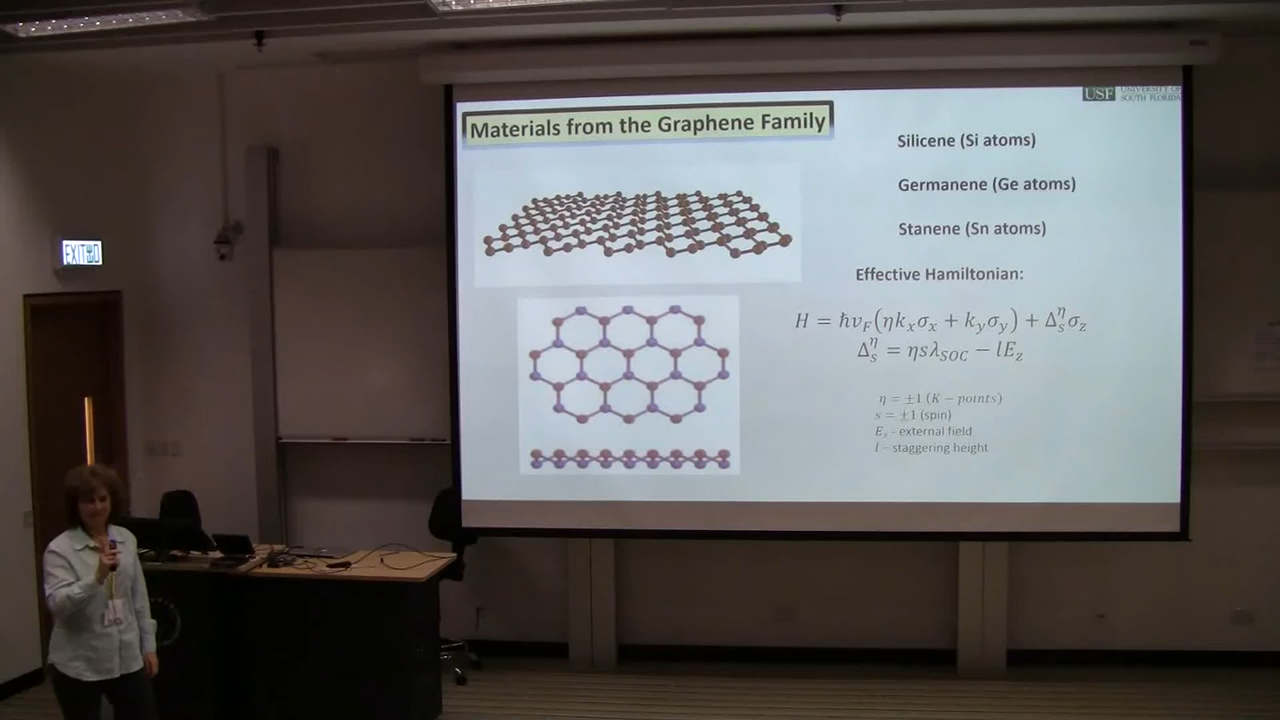 USF UNIVERSITY OF
SOUTH FLORIDA
Materials from the Graphene Family
Silicene (Si atoms)
Germanene (Ge atoms)
Stanene (Sn atoms)
Effective Hamiltonian:
H = ℏv_F(ηk_xσ_x + k_yσ_y) + Δ_s^ησ_z
Δ_s^η = ηsλ_SOC − lE_z
η = ±1 (K − points)
s = ±1 (spin)
E_z - external field
l – staggering height
EXIT 出